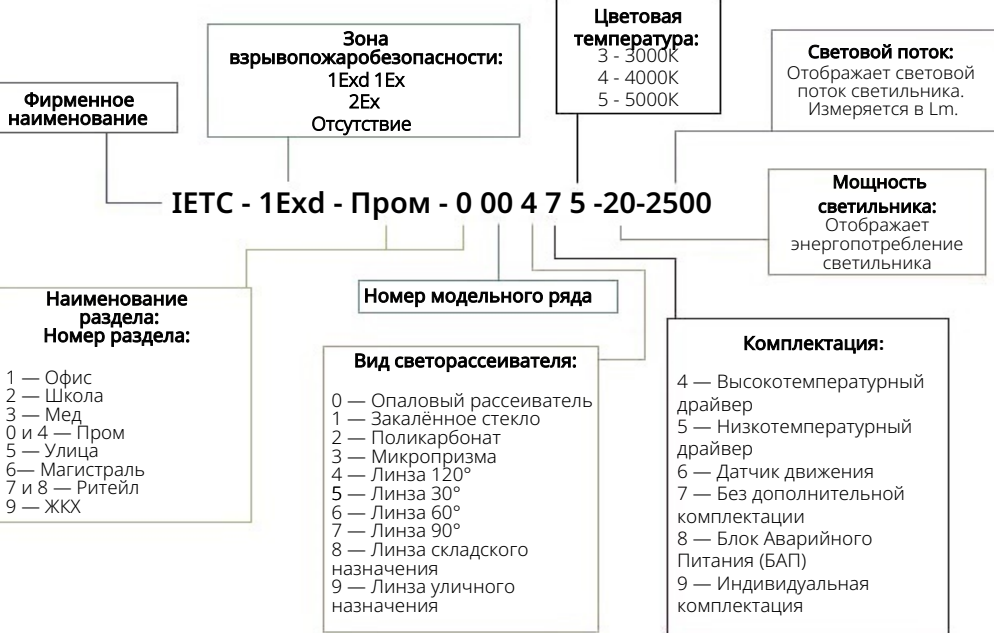 Цветовая
температура:
3 - 3000К
4 - 4000К
5 - 5000К
Зона
взрывопожаробезопасности:
1Exd 1Ex
2Ex
Отсутствие
Световой поток:
Отображает световой
поток светильника.
Измеряется в Lm.
Фирменное
наименование
IETC - 1Exd - Пром - 0 00 4 7 5 -20-2500
Мощность
светильника:
Отображает
энергопотребление
светильника
Наименование
раздела:
Номер раздела:
1 — Офис
2 — Школа
3 — Мед
0 и 4 — Пром
5 — Улица
6— Магистраль
7 и 8 — Ритейл
9 — ЖКХ
Номер модельного ряда
Вид светорассеивателя:
0 — Опаловый рассеиватель
1 — Закалённое стекло
2 — Поликарбонат
3 — Микропризма
4 — Линза 120°
5 — Линза 30°
6 — Линза 60°
7 — Линза 90°
8 — Линза складского
назначения
9 — Линза уличного
назначения
Комплектация:
4 — Высокотемпературный
драйвер
5 — Низкотемпературный
драйвер
6 — Датчик движения
7 — Без дополнительной
комплектации
8 — Блок Аварийного
Питания (БАП)
9 — Индивидуальная
комплектация